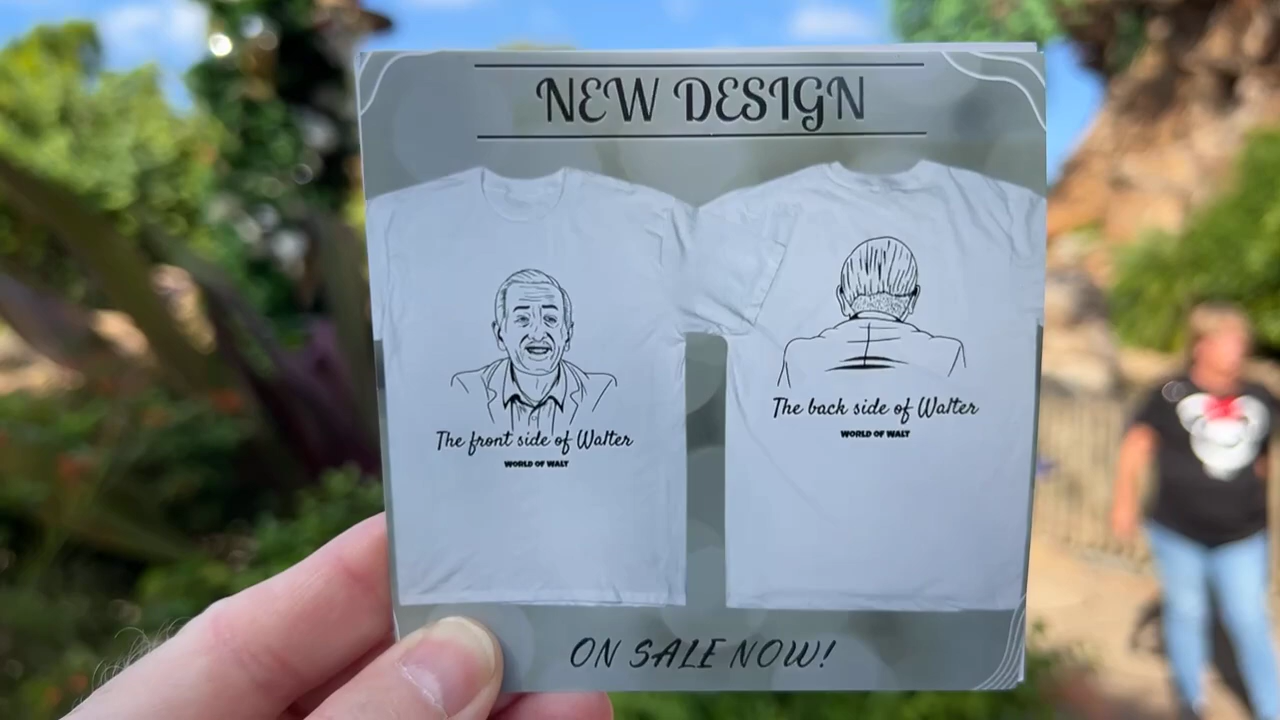 NEW DESIGN
The front side of Walter
WORLD OF WALT
The back side of Walter
WORLD OF WALT
ON SALE NOW!